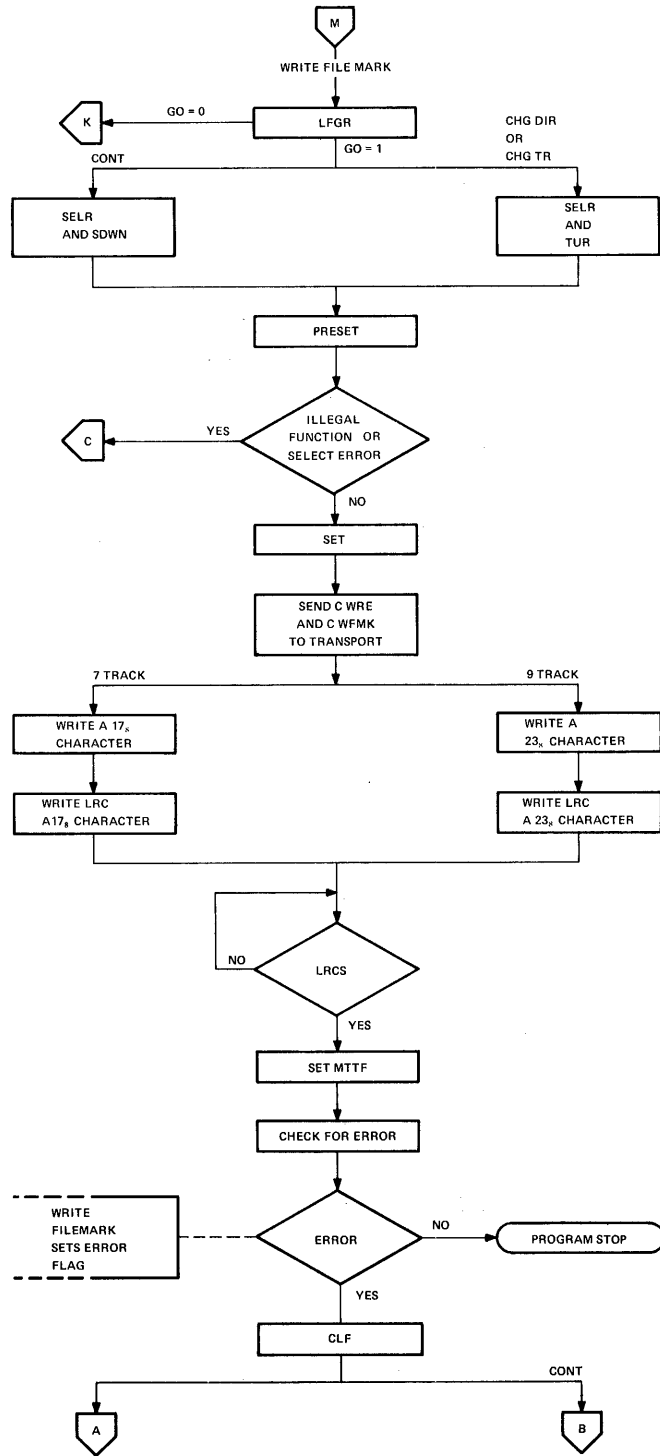 M
WRITE FILE MARK
GO = 0
K
LFGR
CHG DIR
OR
CHG TR
CONT
GO = 1
SELR
AND SDWN
SELR
AND
TUR
PRESET
ILLEGAL
FUNCTION OR
SELECT ERROR
YES
C
NO
SET
SEND C WRE
AND C WFMK
TO TRANSPORT
7 TRACK
9 TRACK
WRITE A 17₈
CHARACTER
WRITE A
23₈ CHARACTER
WRITE LRC
A17₈ CHARACTER
WRITE LRC
A 23₈ CHARACTER
NO
LRCS
YES
SET MTTF
CHECK FOR ERROR
WRITE
FILEMARK
SETS ERROR
FLAG
ERROR
NO
PROGRAM STOP
YES
CLF
CONT
A
B